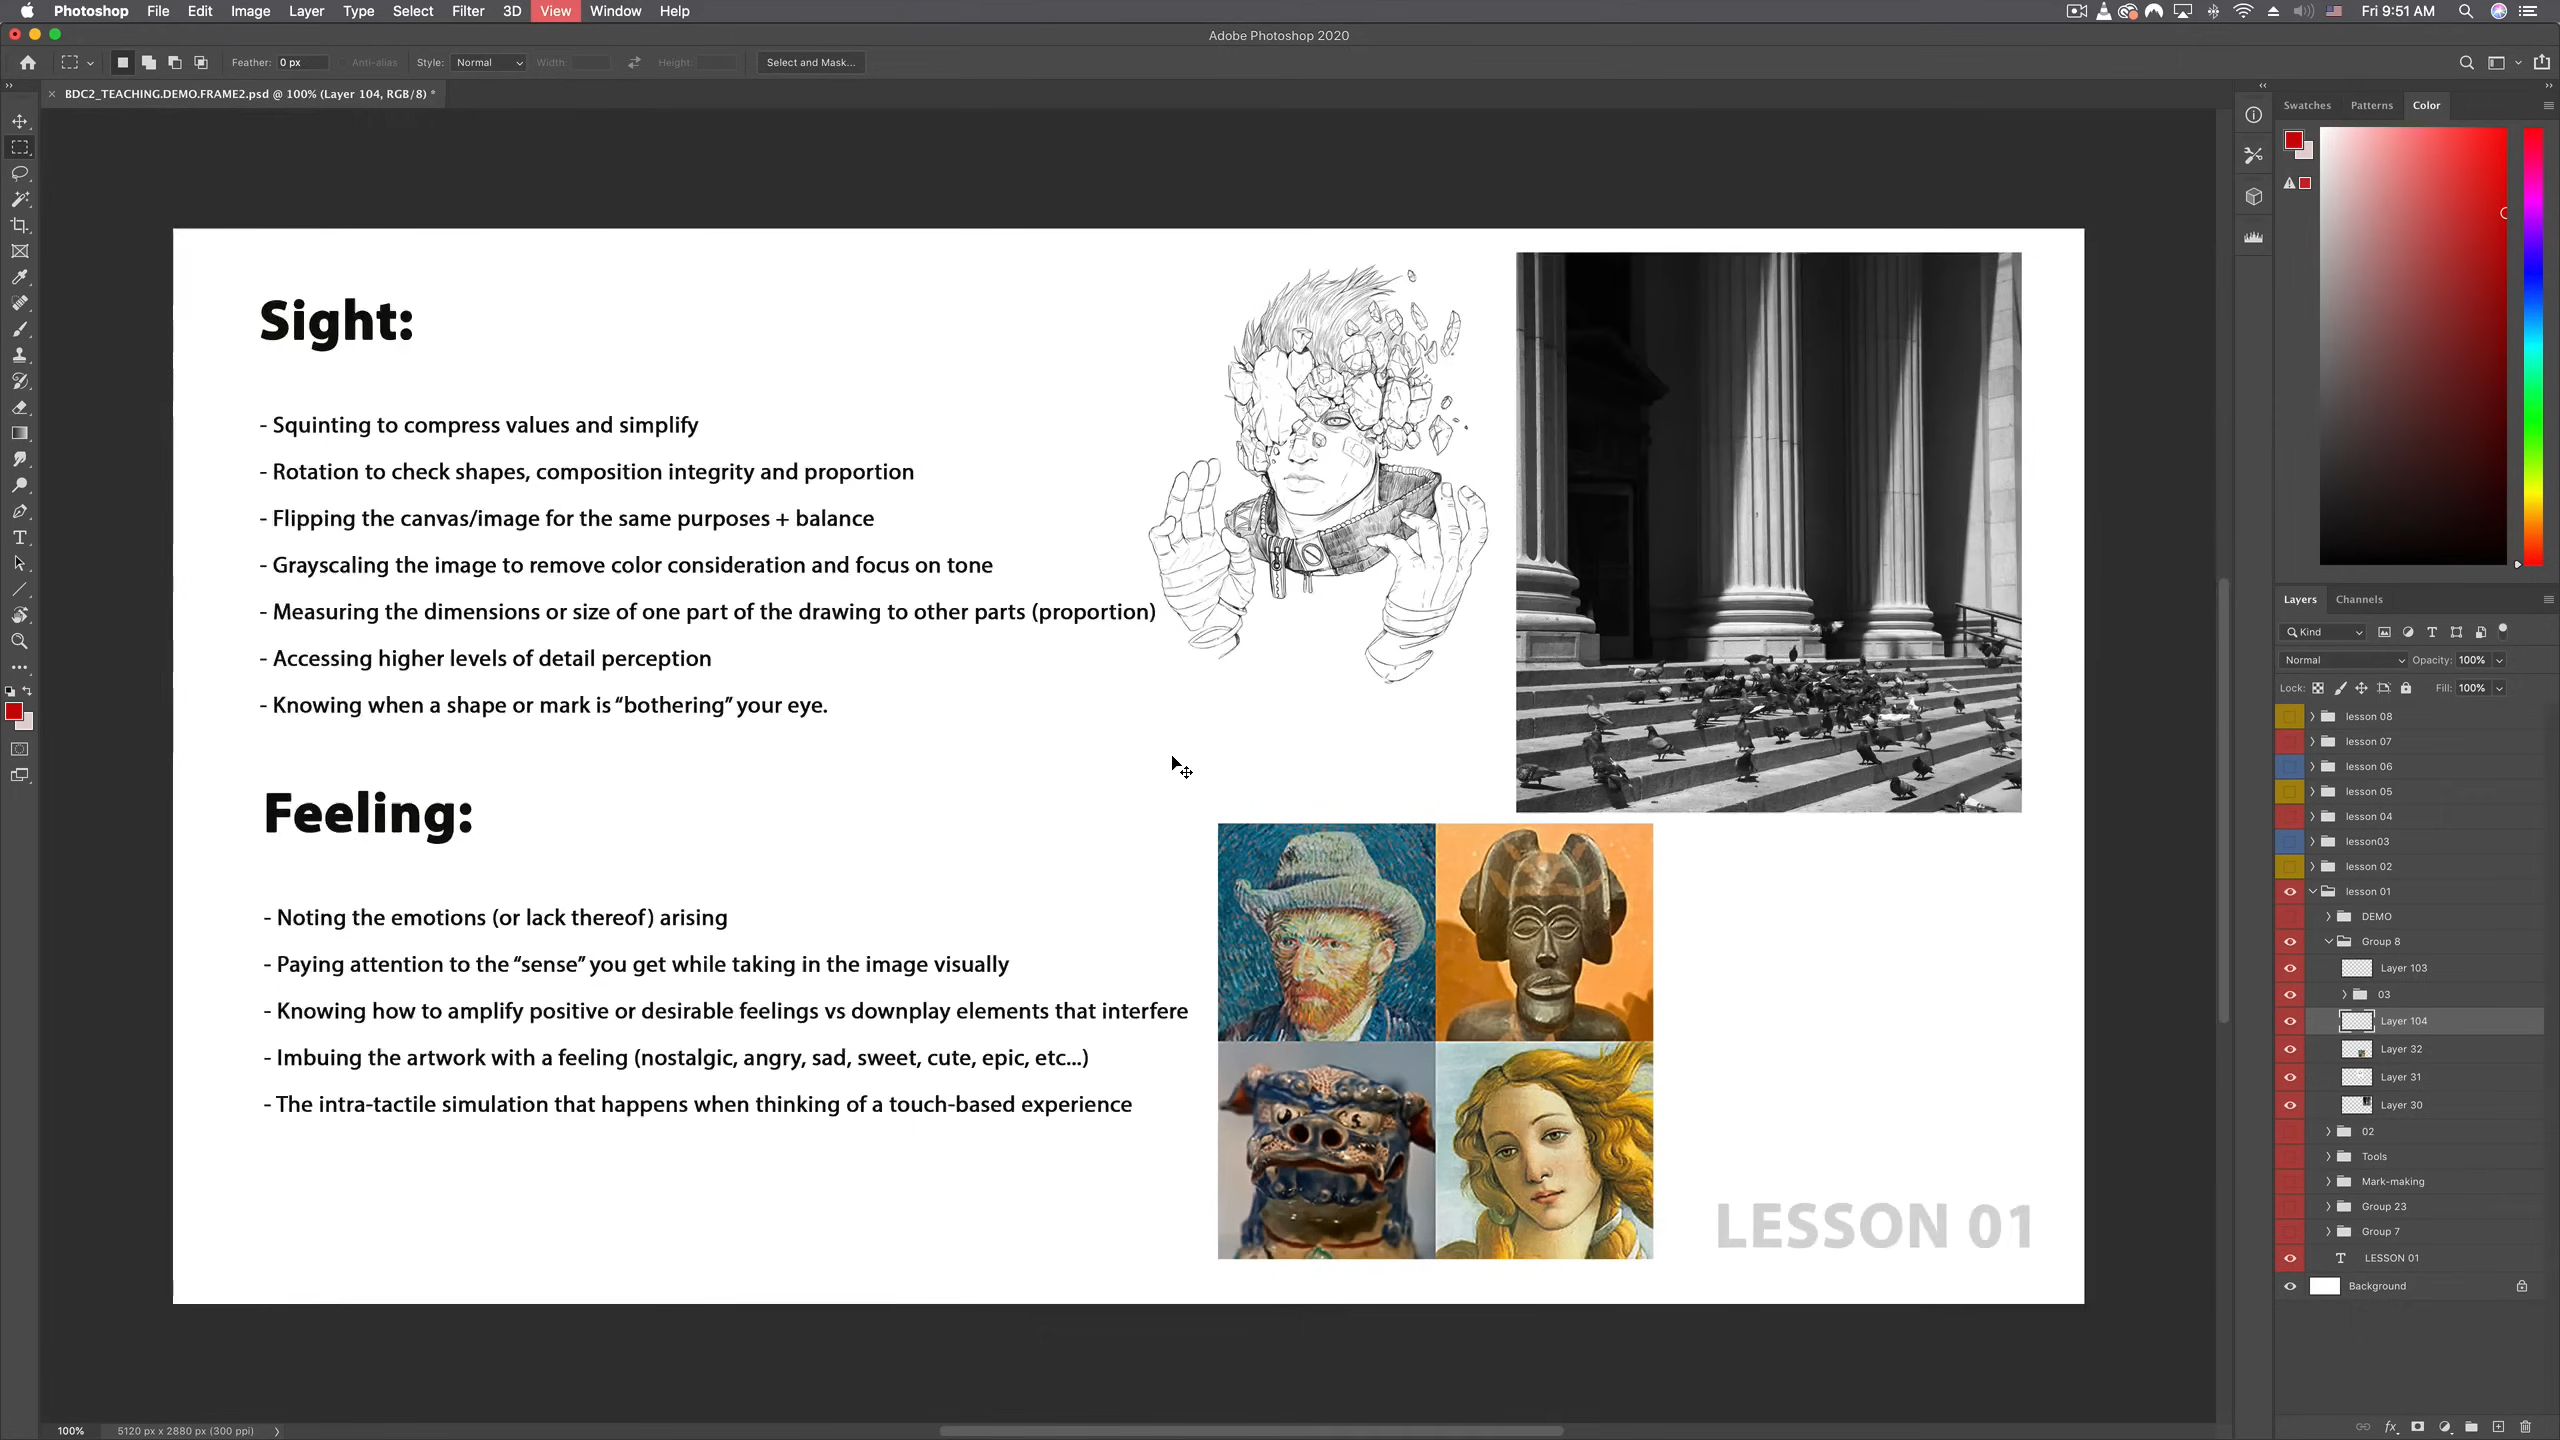 Photoshop File Edit Image Layer Type Select Filter 3D View Window Help
Fri 9:51 AM
Adobe Photoshop 2020
Feather: 0 px Anti-alias Style: Normal Width: Height: Select and Mask...
BDC2_TEACHING.DEMO.FRAME2.psd @ 100% (Layer 104, RGB/8) *
Swatches Patterns Color
Sight:
- Squinting to compress values and simplify
- Rotation to check shapes, composition integrity and proportion
- Flipping the canvas/image for the same purposes + balance
- Grayscaling the image to remove color consideration and focus on tone
- Measuring the dimensions or size of one part of the drawing to other parts (proportion)
- Accessing higher levels of detail perception
- Knowing when a shape or mark is “bothering” your eye.
Feeling:
- Noting the emotions (or lack thereof) arising
- Paying attention to the “sense” you get while taking in the image visually
- Knowing how to amplify positive or desirable feelings vs downplay elements that interfere
- Imbuing the artwork with a feeling (nostalgic, angry, sad, sweet, cute, epic, etc...)
- The intra-tactile simulation that happens when thinking of a touch-based experience
LESSON 01
Layers Channels
Kind
Normal Opacity: 100%
Lock: Fill: 100%
lesson 08
lesson 07
lesson 06
lesson 05
lesson 04
lesson03
lesson 02
lesson 01
DEMO
Group 8
Layer 103
03
Layer 104
Layer 32
Layer 31
Layer 30
02
Tools
Mark-making
Group 23
Group 7
LESSON 01
Background
100% 5120 px x 2880 px (300 ppi)